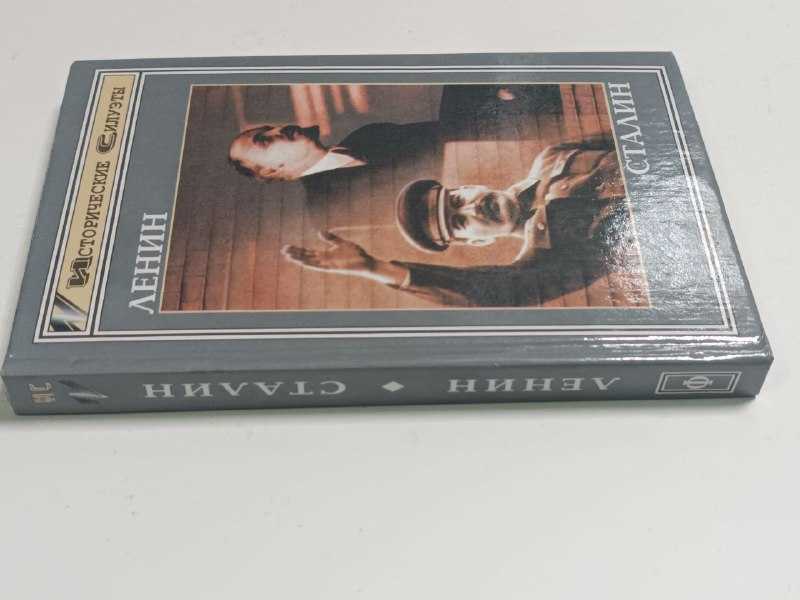 ИСТОРИЧЕСКИЕ СИЛУЭТЫ
ЛЕНИН
СТАЛИН
ЛЕНИН ♦ СТАЛИН
Ф